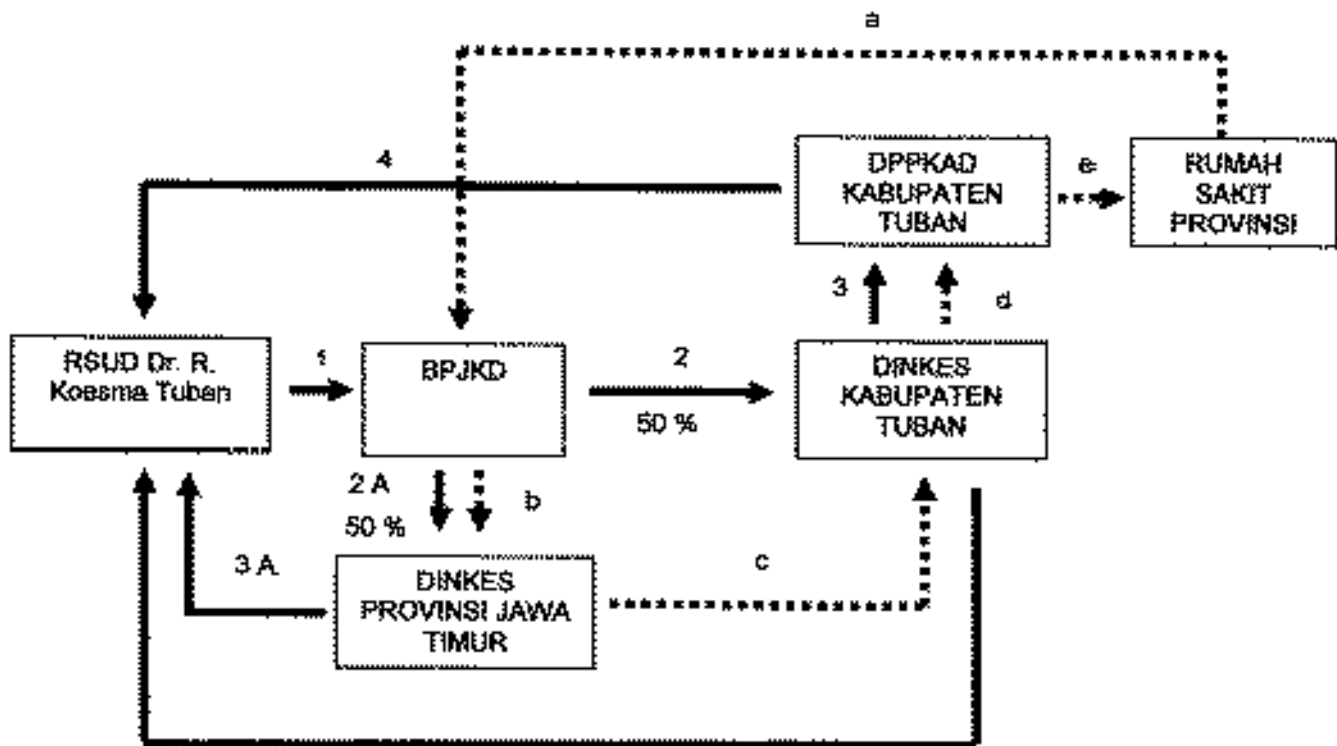 a
4
DPPKAD
KABUPATEN
TUBAN
e
RUMAH
SAKIT
PROVINSI
3
d
RSUD Dr. R.
Koesma Tuban
1
BPJKD
2
50 %
DINKES
KABUPATEN
TUBAN
2 A
50 %
b
3 A
DINKES
PROVINSI JAWA
TIMUR
c